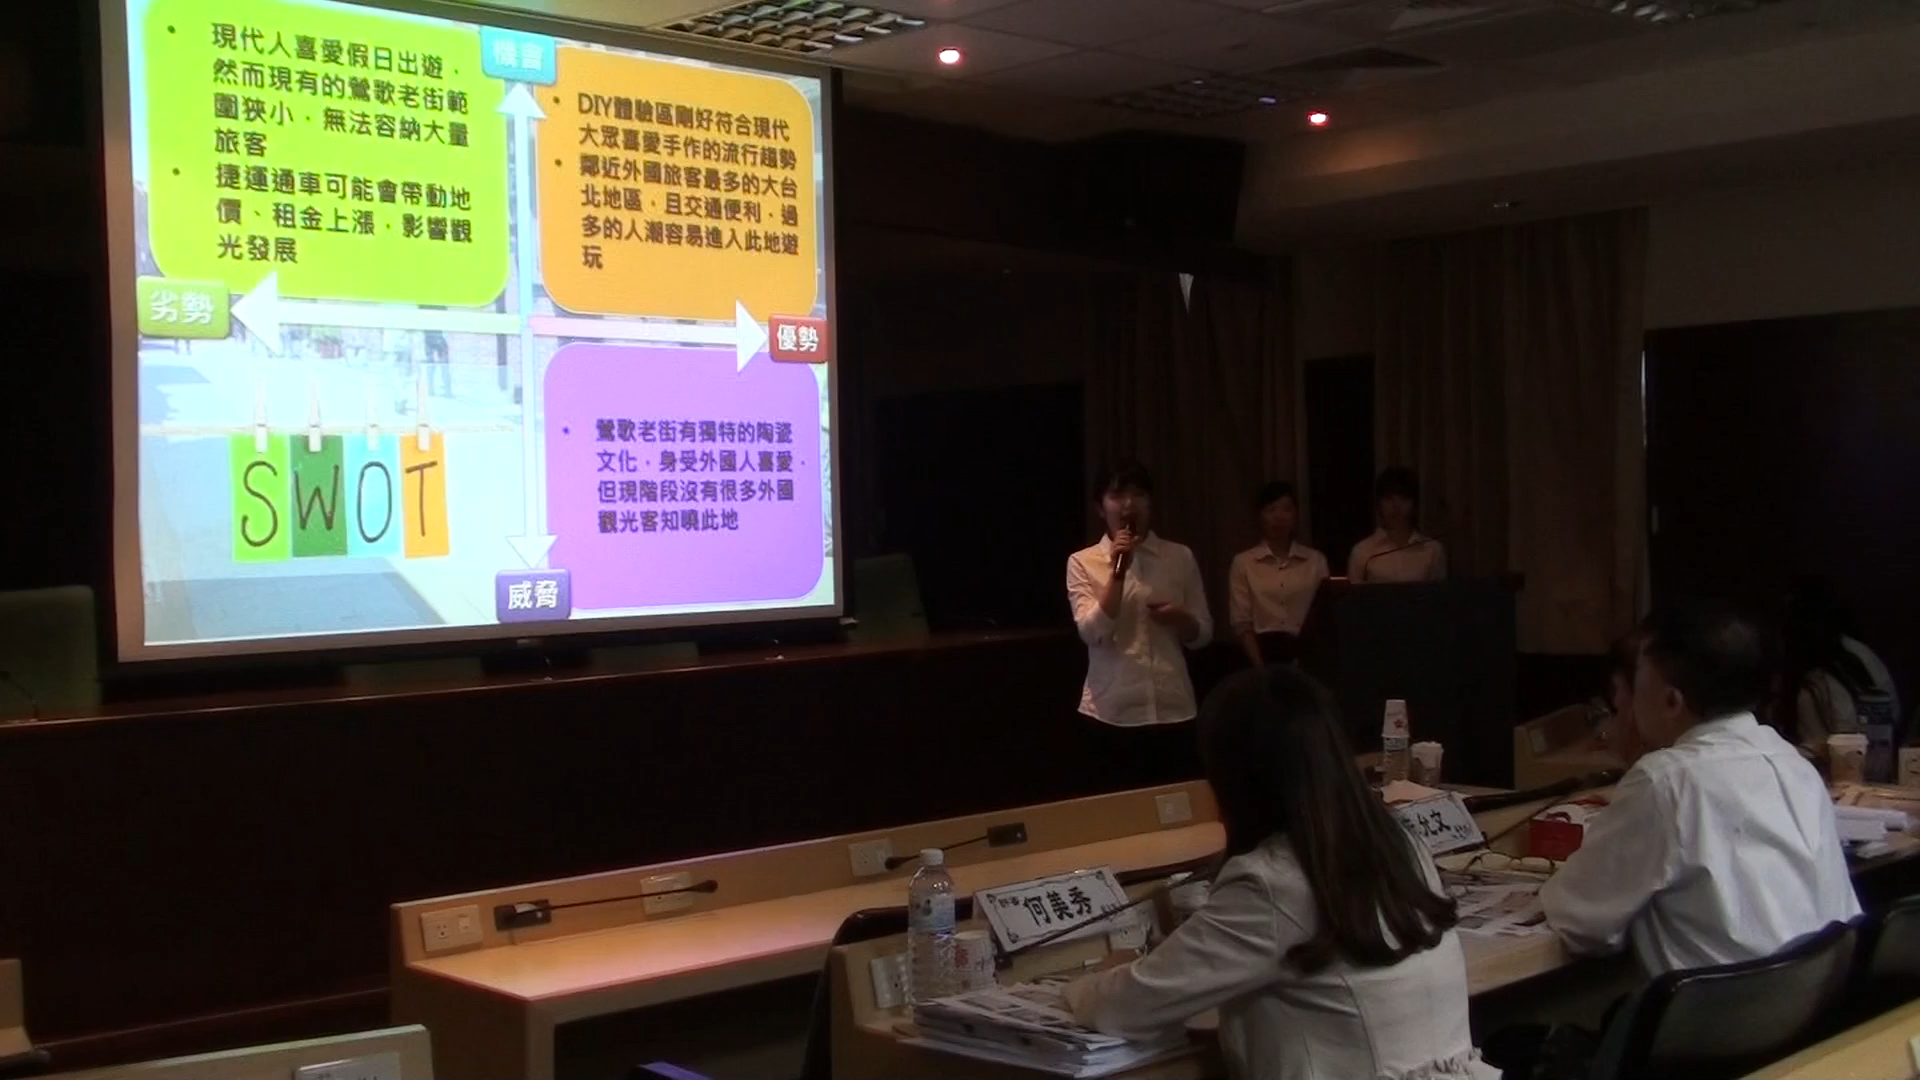 機會
現代人喜愛假日出遊，
然而現有的鶯歌老街範
圍狹小，無法容納大量
旅客
捷運通車可能會帶動地
價、租金上漲，影響觀
光發展
DIY體驗區剛好符合現代
大眾喜愛手作的流行趨勢
鄰近外國旅客最多的大台
北地區，且交通便利，過
多的人潮容易進入此地遊
玩
劣勢
優勢
鶯歌老街有獨特的陶瓷
文化，身受外國人喜愛，
但現階段沒有很多外國
觀光客知曉此地
SWOT
威脅
允文
何美秀